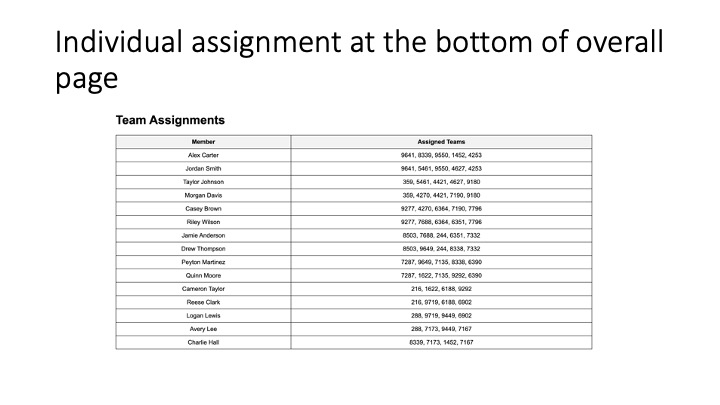 Individual assignment at the bottom of overall
page
Team Assignments
Member Assigned Teams
Alex Carter 9641, 8339, 9550, 1452, 4253
Jordan Smith 9641, 5461, 9550, 4627, 4253
Taylor Johnson 359, 5461, 4421, 4627, 9180
Morgan Davis 359, 4270, 4421, 7190, 9180
Casey Brown 9277, 4270, 6364, 7190, 7796
Riley Wilson 9277, 7688, 6364, 6351, 7796
Jamie Anderson 8503, 7688, 244, 6351, 7332
Drew Thompson 8503, 9649, 244, 8338, 7332
Peyton Martinez 7287, 9649, 7135, 8338, 6390
Quinn Moore 7287, 1622, 7135, 9292, 6390
Cameron Taylor 216, 1622, 6188, 9292
Reese Clark 216, 9719, 6188, 6902
Logan Lewis 288, 9719, 9449, 6902
Avery Lee 288, 7173, 9449, 7167
Charlie Hall 8339, 7173, 1452, 7167